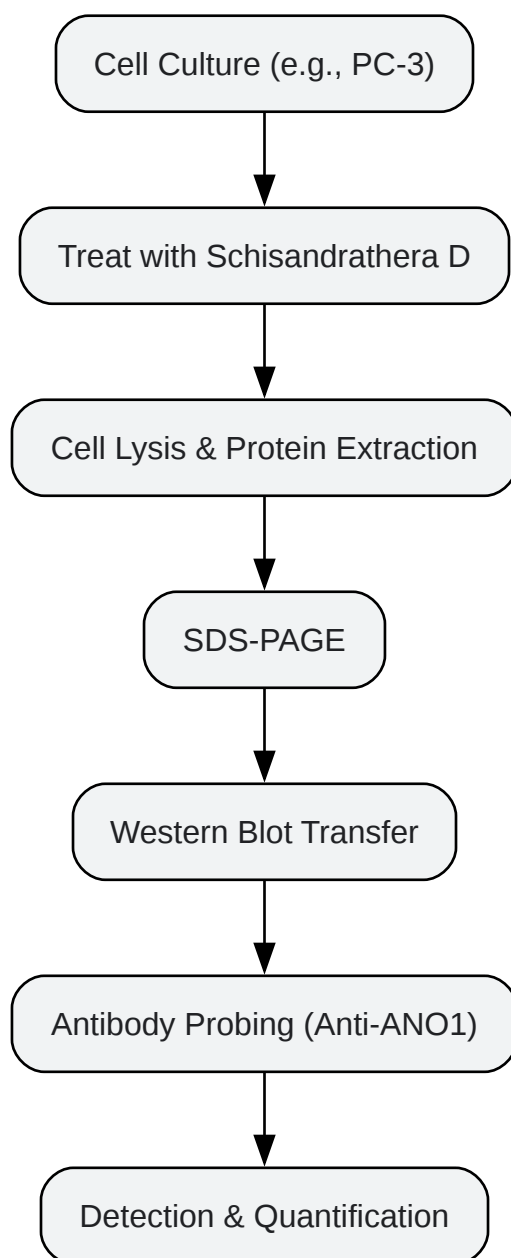 Cell Culture (e.g., PC-3)
Treat with Schisandrathera D
Cell Lysis & Protein Extraction
SDS-PAGE
Western Blot Transfer
Antibody Probing (Anti-ANO1)
Detection & Quantification